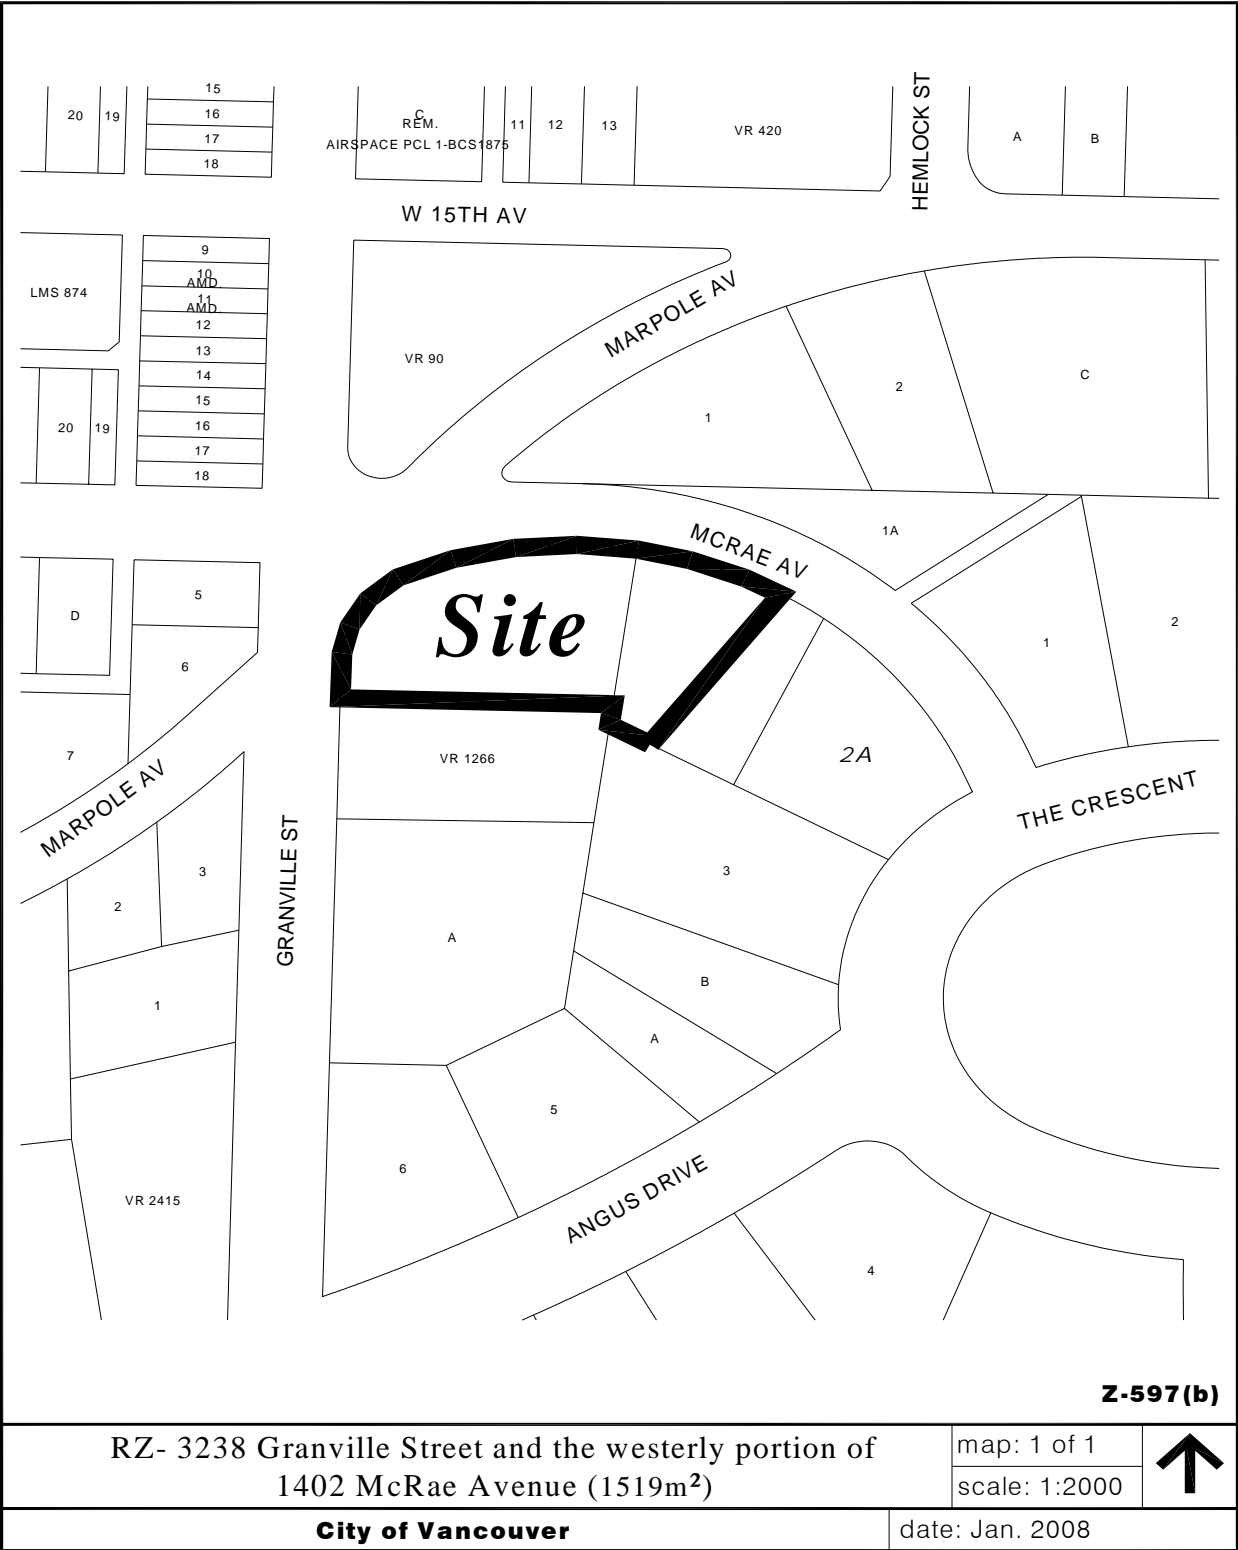 15
16
17
18
20
19
C
REM.
AIRSPACE PCL 1-BCS1875
11
12
13
VR 420
HEMLOCK ST
A
B
W 15TH AV
LMS 874
9
10
AMD.
11
AMD.
12
13
14
15
16
17
18
20
19
VR 90
MARPOLE AV
1
2
C
MCRAE AV
1A
1
2
D
5
6
7
Site
VR 1266
2A
THE CRESCENT
MARPOLE AV
GRANVILLE ST
3
2
1
VR 2415
A
3
B
A
5
6
ANGUS DRIVE
4
Z-597(b)
RZ- 3238 Granville Street and the westerly portion of
1402 McRae Avenue (1519m²)
map: 1 of 1
scale: 1:2000
City of Vancouver
date: Jan. 2008